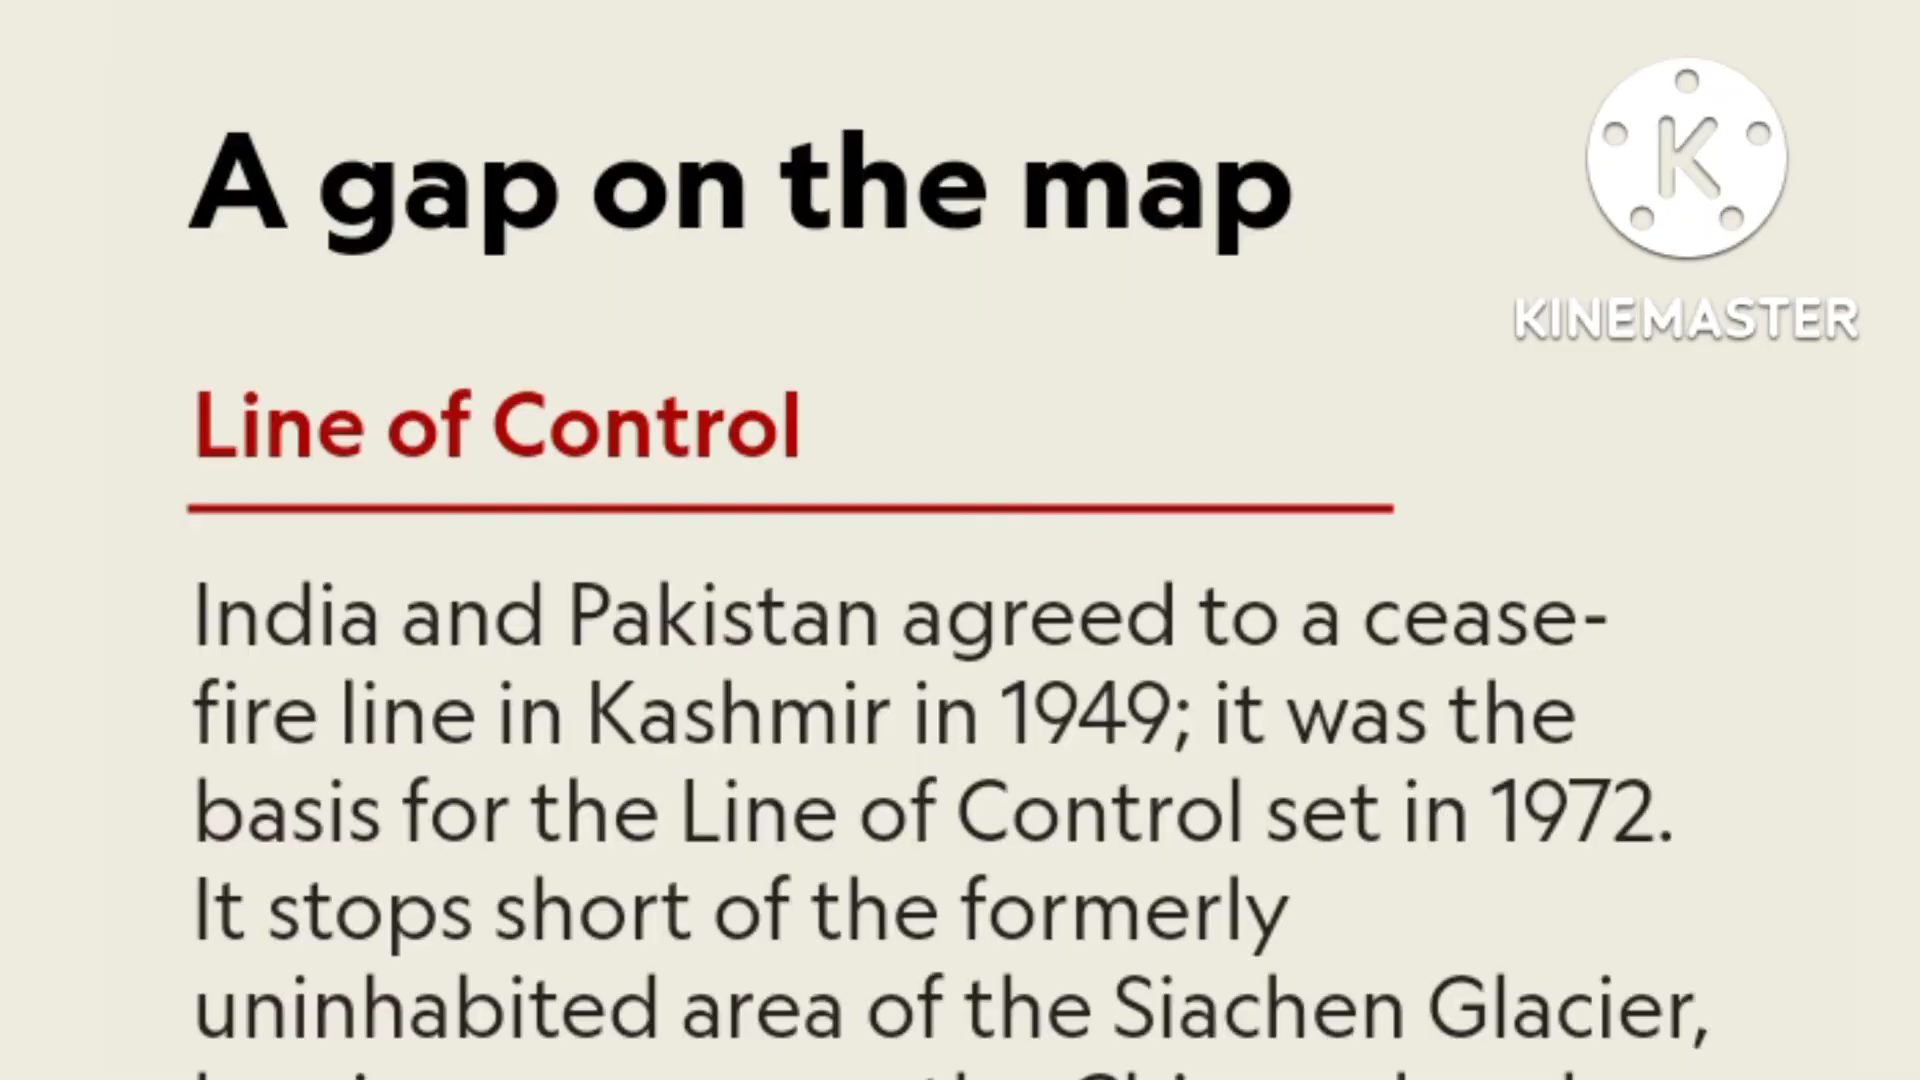 A gap on the map
K
KINEMASTER
Line of Control
India and Pakistan agreed to a cease-
fire line in Kashmir in 1949; it was the
basis for the Line of Control set in 1972.
It stops short of the formerly
uninhabited area of the Siachen Glacier,